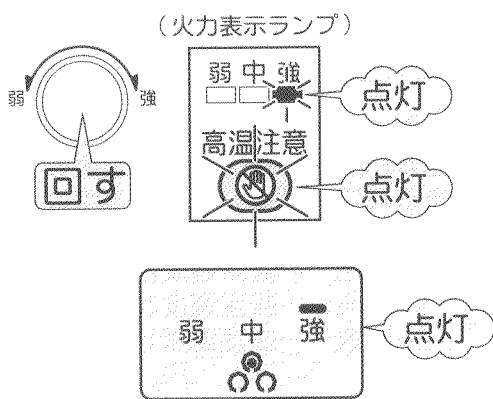 （火力表示ランプ）
弱 強
回す
弱 中 強
点灯
高温注意
点灯
弱 中 強
点灯